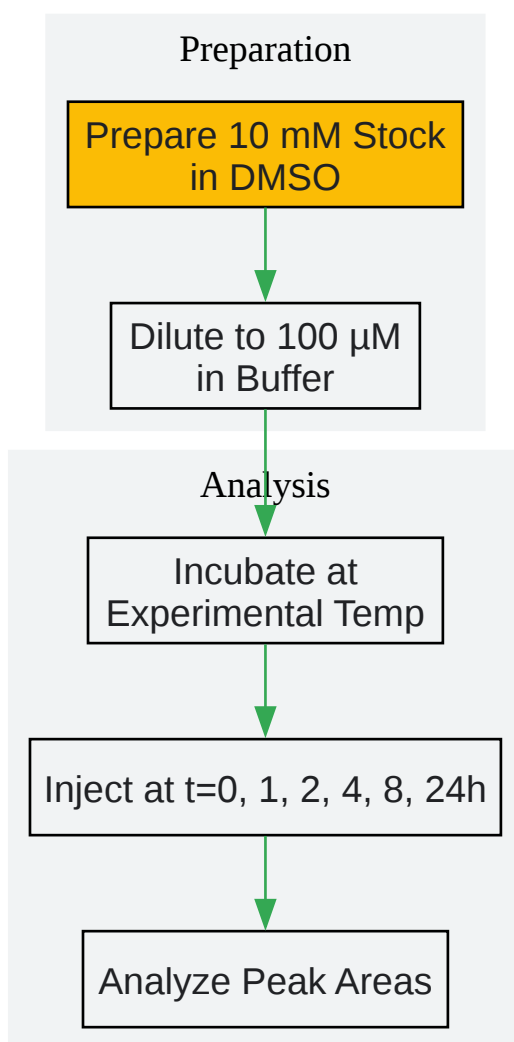 Preparation
Prepare 10 mM Stock
in DMSO
Dilute to 100 µM
in Buffer
Analysis
Incubate at
Experimental Temp
Inject at t=0, 1, 2, 4, 8, 24h
Analyze Peak Areas